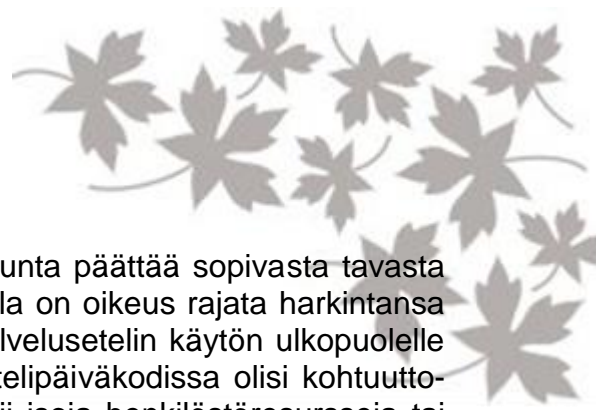 unta päättää sopivasta tavasta
la on oikeus rajata harkintansa
lvelusetelin käytön ulkopuolelle
telipäiväkodissa olisi kohtuutto-